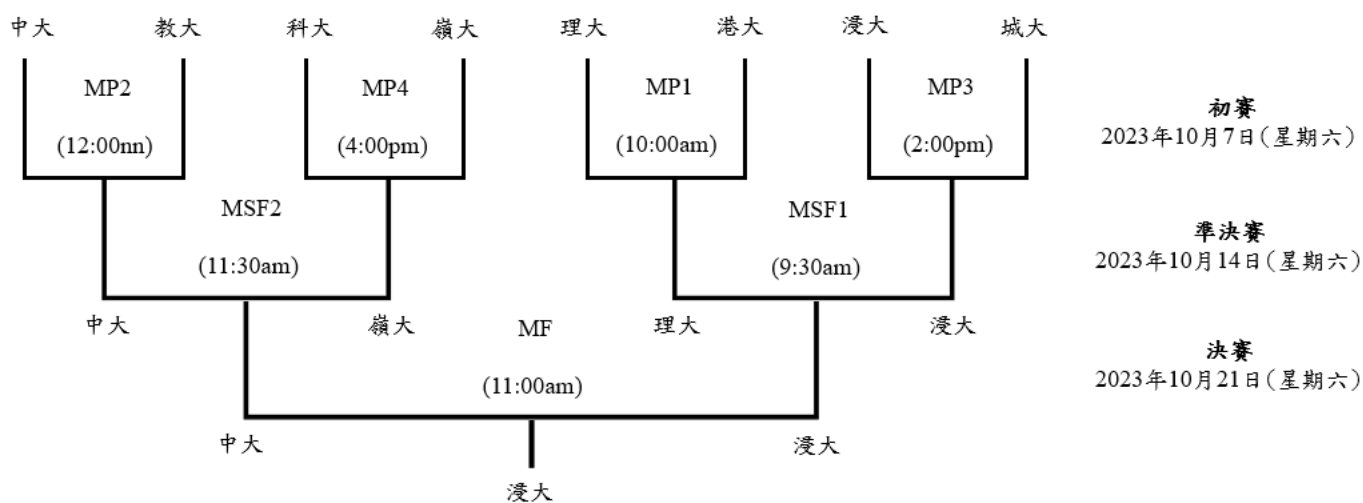 中大 教大 科大 嶺大 理大 港大 浸大 城大
MP2 MP4 MP1 MP3
初賽
(12:00nn) (4:00pm) (10:00am) (2:00pm)
2023年10月7日(星期六)
MSF2 MSF1
準決賽
(11:30am) (9:30am)
2023年10月14日(星期六)
中大 嶺大 MF 理大 浸大
決賽
(11:00am)
2023年10月21日(星期六)
中大 浸大
浸大